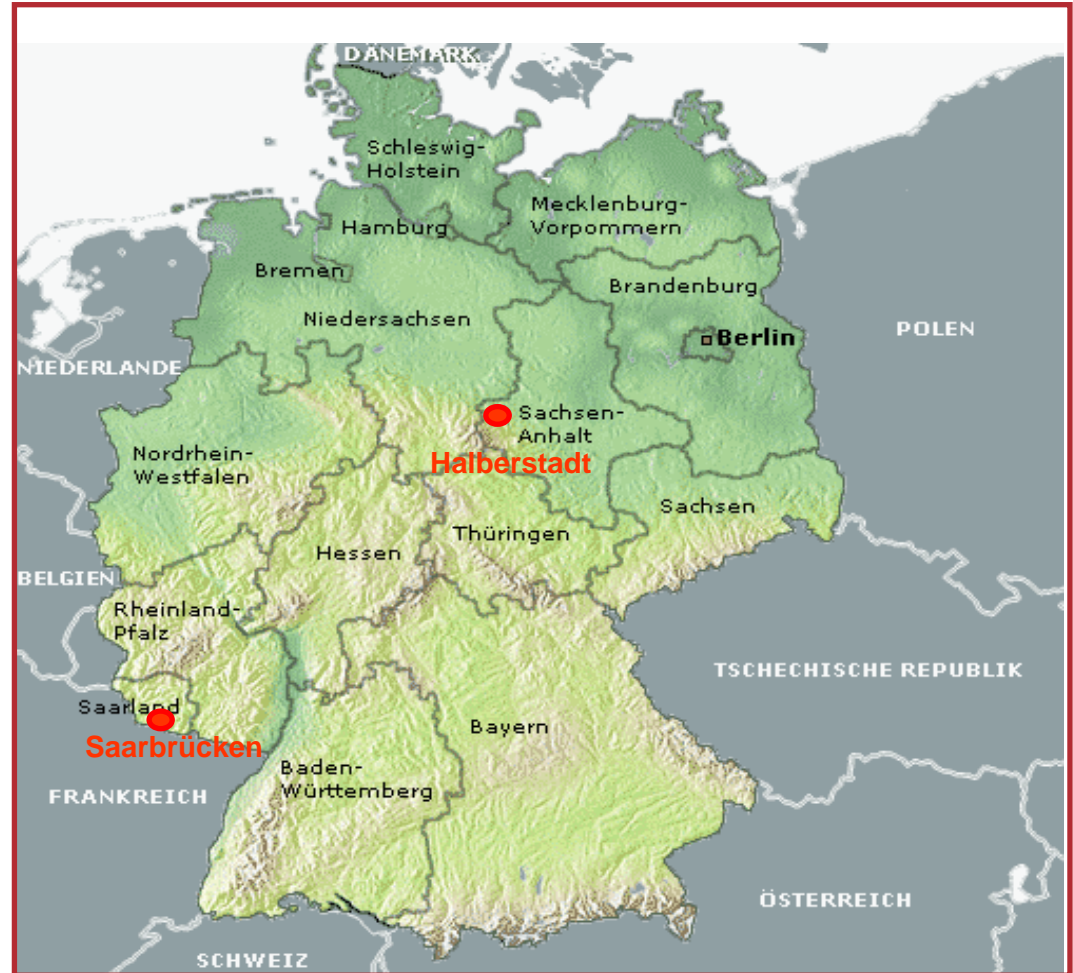 DÄNEMARK
Schleswig-
Holstein
Mecklenburg-
Vorpommern
Hamburg
Bremen
Brandenburg
Niedersachsen
Berlin
POLEN
NIEDERLANDE
Sachsen-
Anhalt
Halberstadt
Nordrhein-
Westfalen
Sachsen
Thüringen
Hessen
BELGIEN
Rheinland-
Pfalz
TSCHECHISCHE REPUBLIK
Saarland
Saarbrücken
Bayern
Baden-
Württemberg
FRANKREICH
ÖSTERREICH
SCHWEIZ